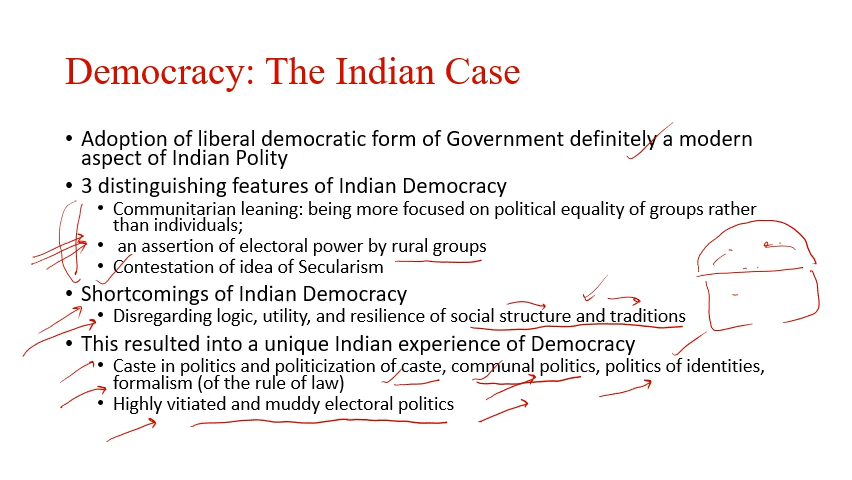 Democracy: The Indian Case
• Adoption of liberal democratic form of Government definitely a modern
aspect of Indian Polity
• 3 distinguishing features of Indian Democracy
• Communitarian leaning: being more focused on political equality of groups rather
than individuals;
• an assertion of electoral power by rural groups
• Contestation of idea of Secularism
• Shortcomings of Indian Democracy
• Disregarding logic, utility, and resilience of social structure and traditions
• This resulted into a unique Indian experience of Democracy
• Caste in politics and politicization of caste, communal politics, politics of identities,
formalism (of the rule of law)
• Highly vitiated and muddy electoral politics